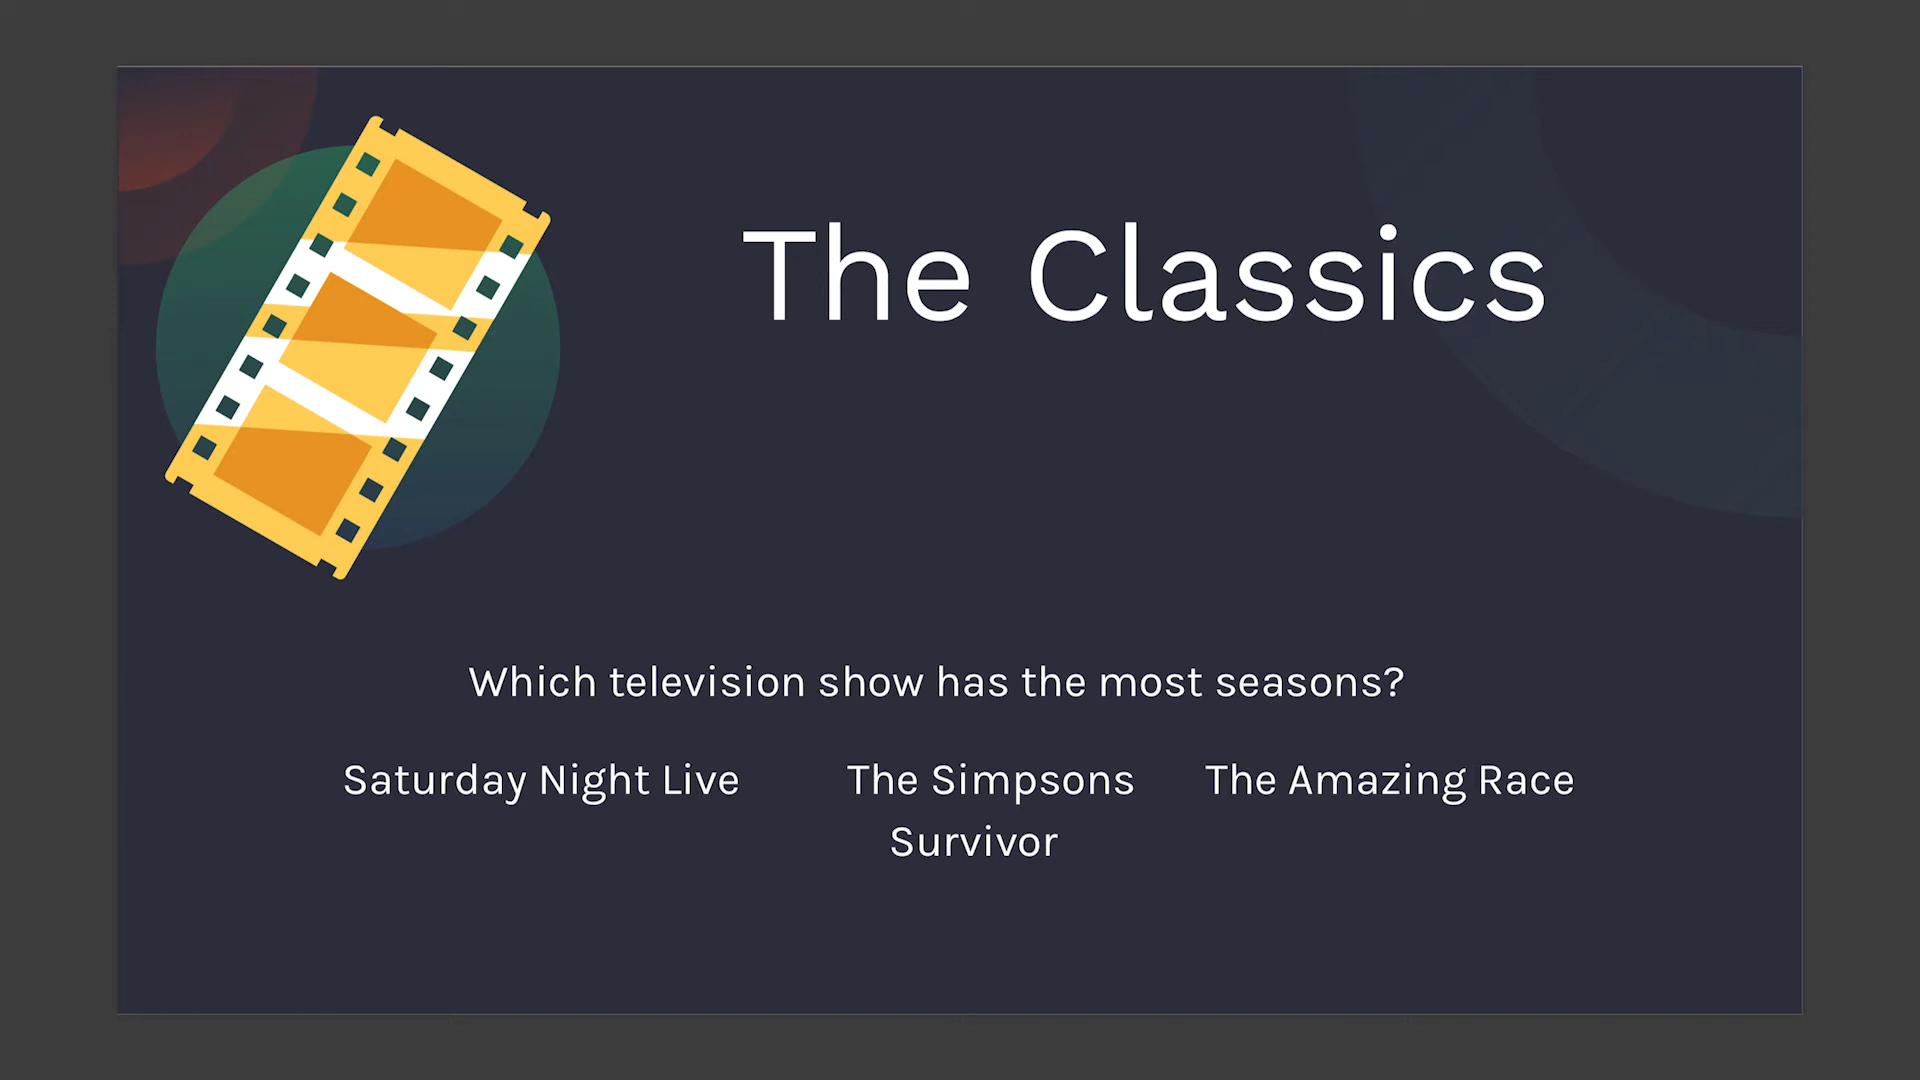 The Classics
Which television show has the most seasons?
Saturday Night Live The Simpsons The Amazing Race
Survivor